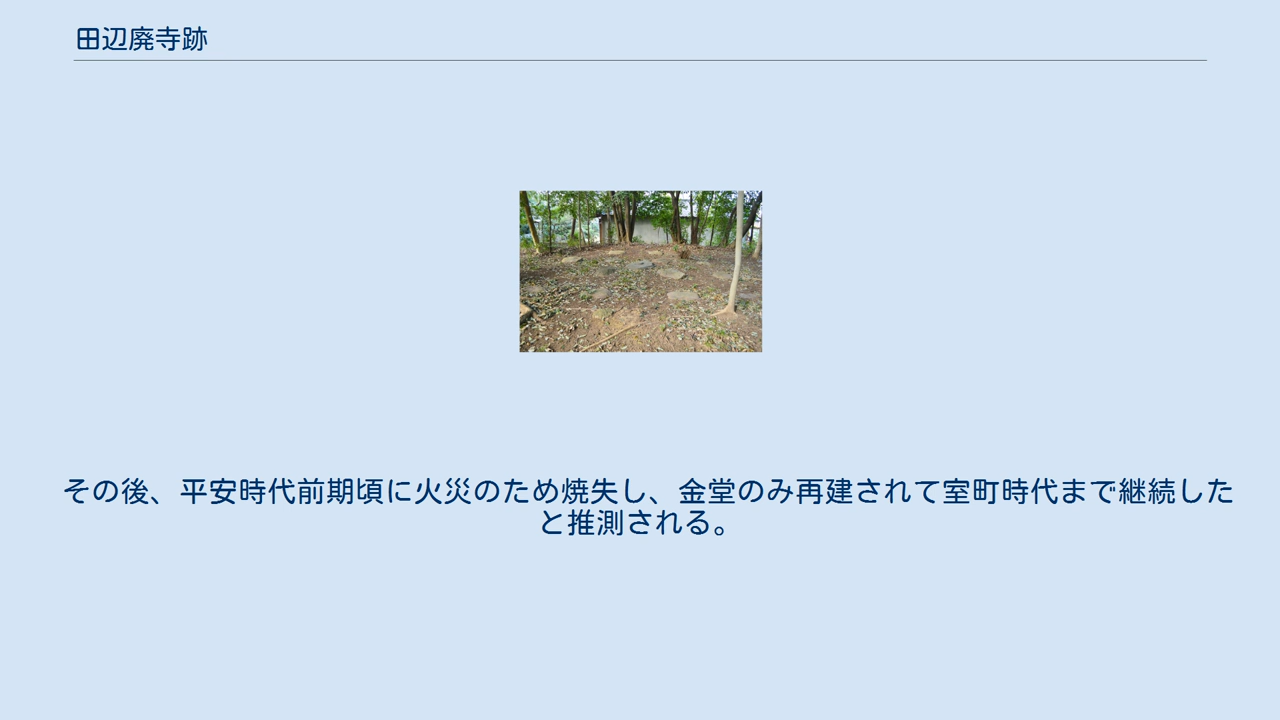 田辺廃寺跡
その後、平安時代前期頃に火災のため焼失し、金堂のみ再建されて室町時代まで継続した
と推測される。